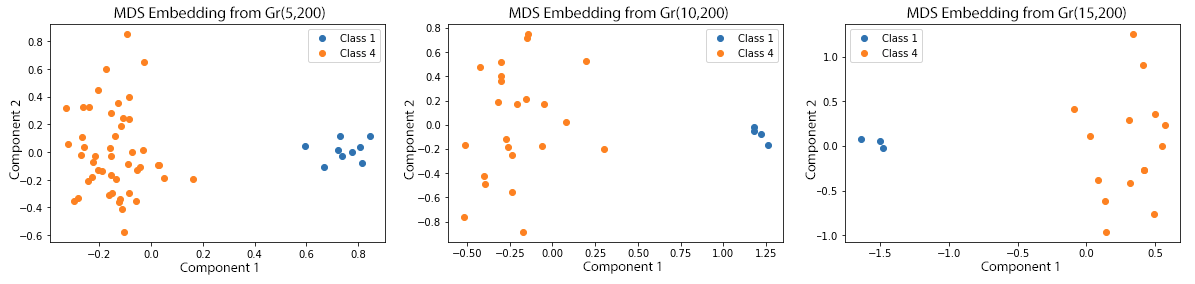 MDS Embedding from Gr(5,200)
Component 2
0.8
0.6
0.4
0.2
0.0
−0.2
−0.4
−0.6
−0.2
0.0
0.2
0.4
0.6
0.8
Component 1
Class 1
Class 4
MDS Embedding from Gr(10,200)
Component 2
0.8
0.6
0.4
0.2
0.0
−0.2
−0.4
−0.6
−0.8
−0.50
−0.25
0.00
0.25
0.50
0.75
1.00
1.25
Component 1
Class 1
Class 4
MDS Embedding from Gr(15,200)
Component 2
1.0
0.5
0.0
−0.5
−1.0
−1.5
−1.0
−0.5
0.0
0.5
Component 1
Class 1
Class 4